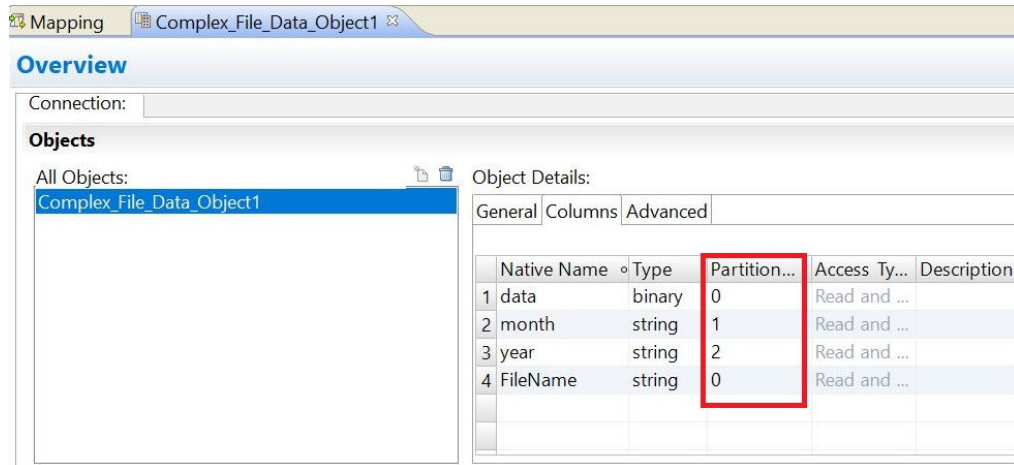 Mapping Complex_File_Data_Object1
Overview
Connection:
Objects
All Objects:
Complex_File_Data_Object1
Object Details:
General Columns Advanced
Native Name Type Partition... Access Ty... Description
1 data binary 0 Read and ...
2 month string 1 Read and ...
3 year string 2 Read and ...
4 FileName string 0 Read and ...